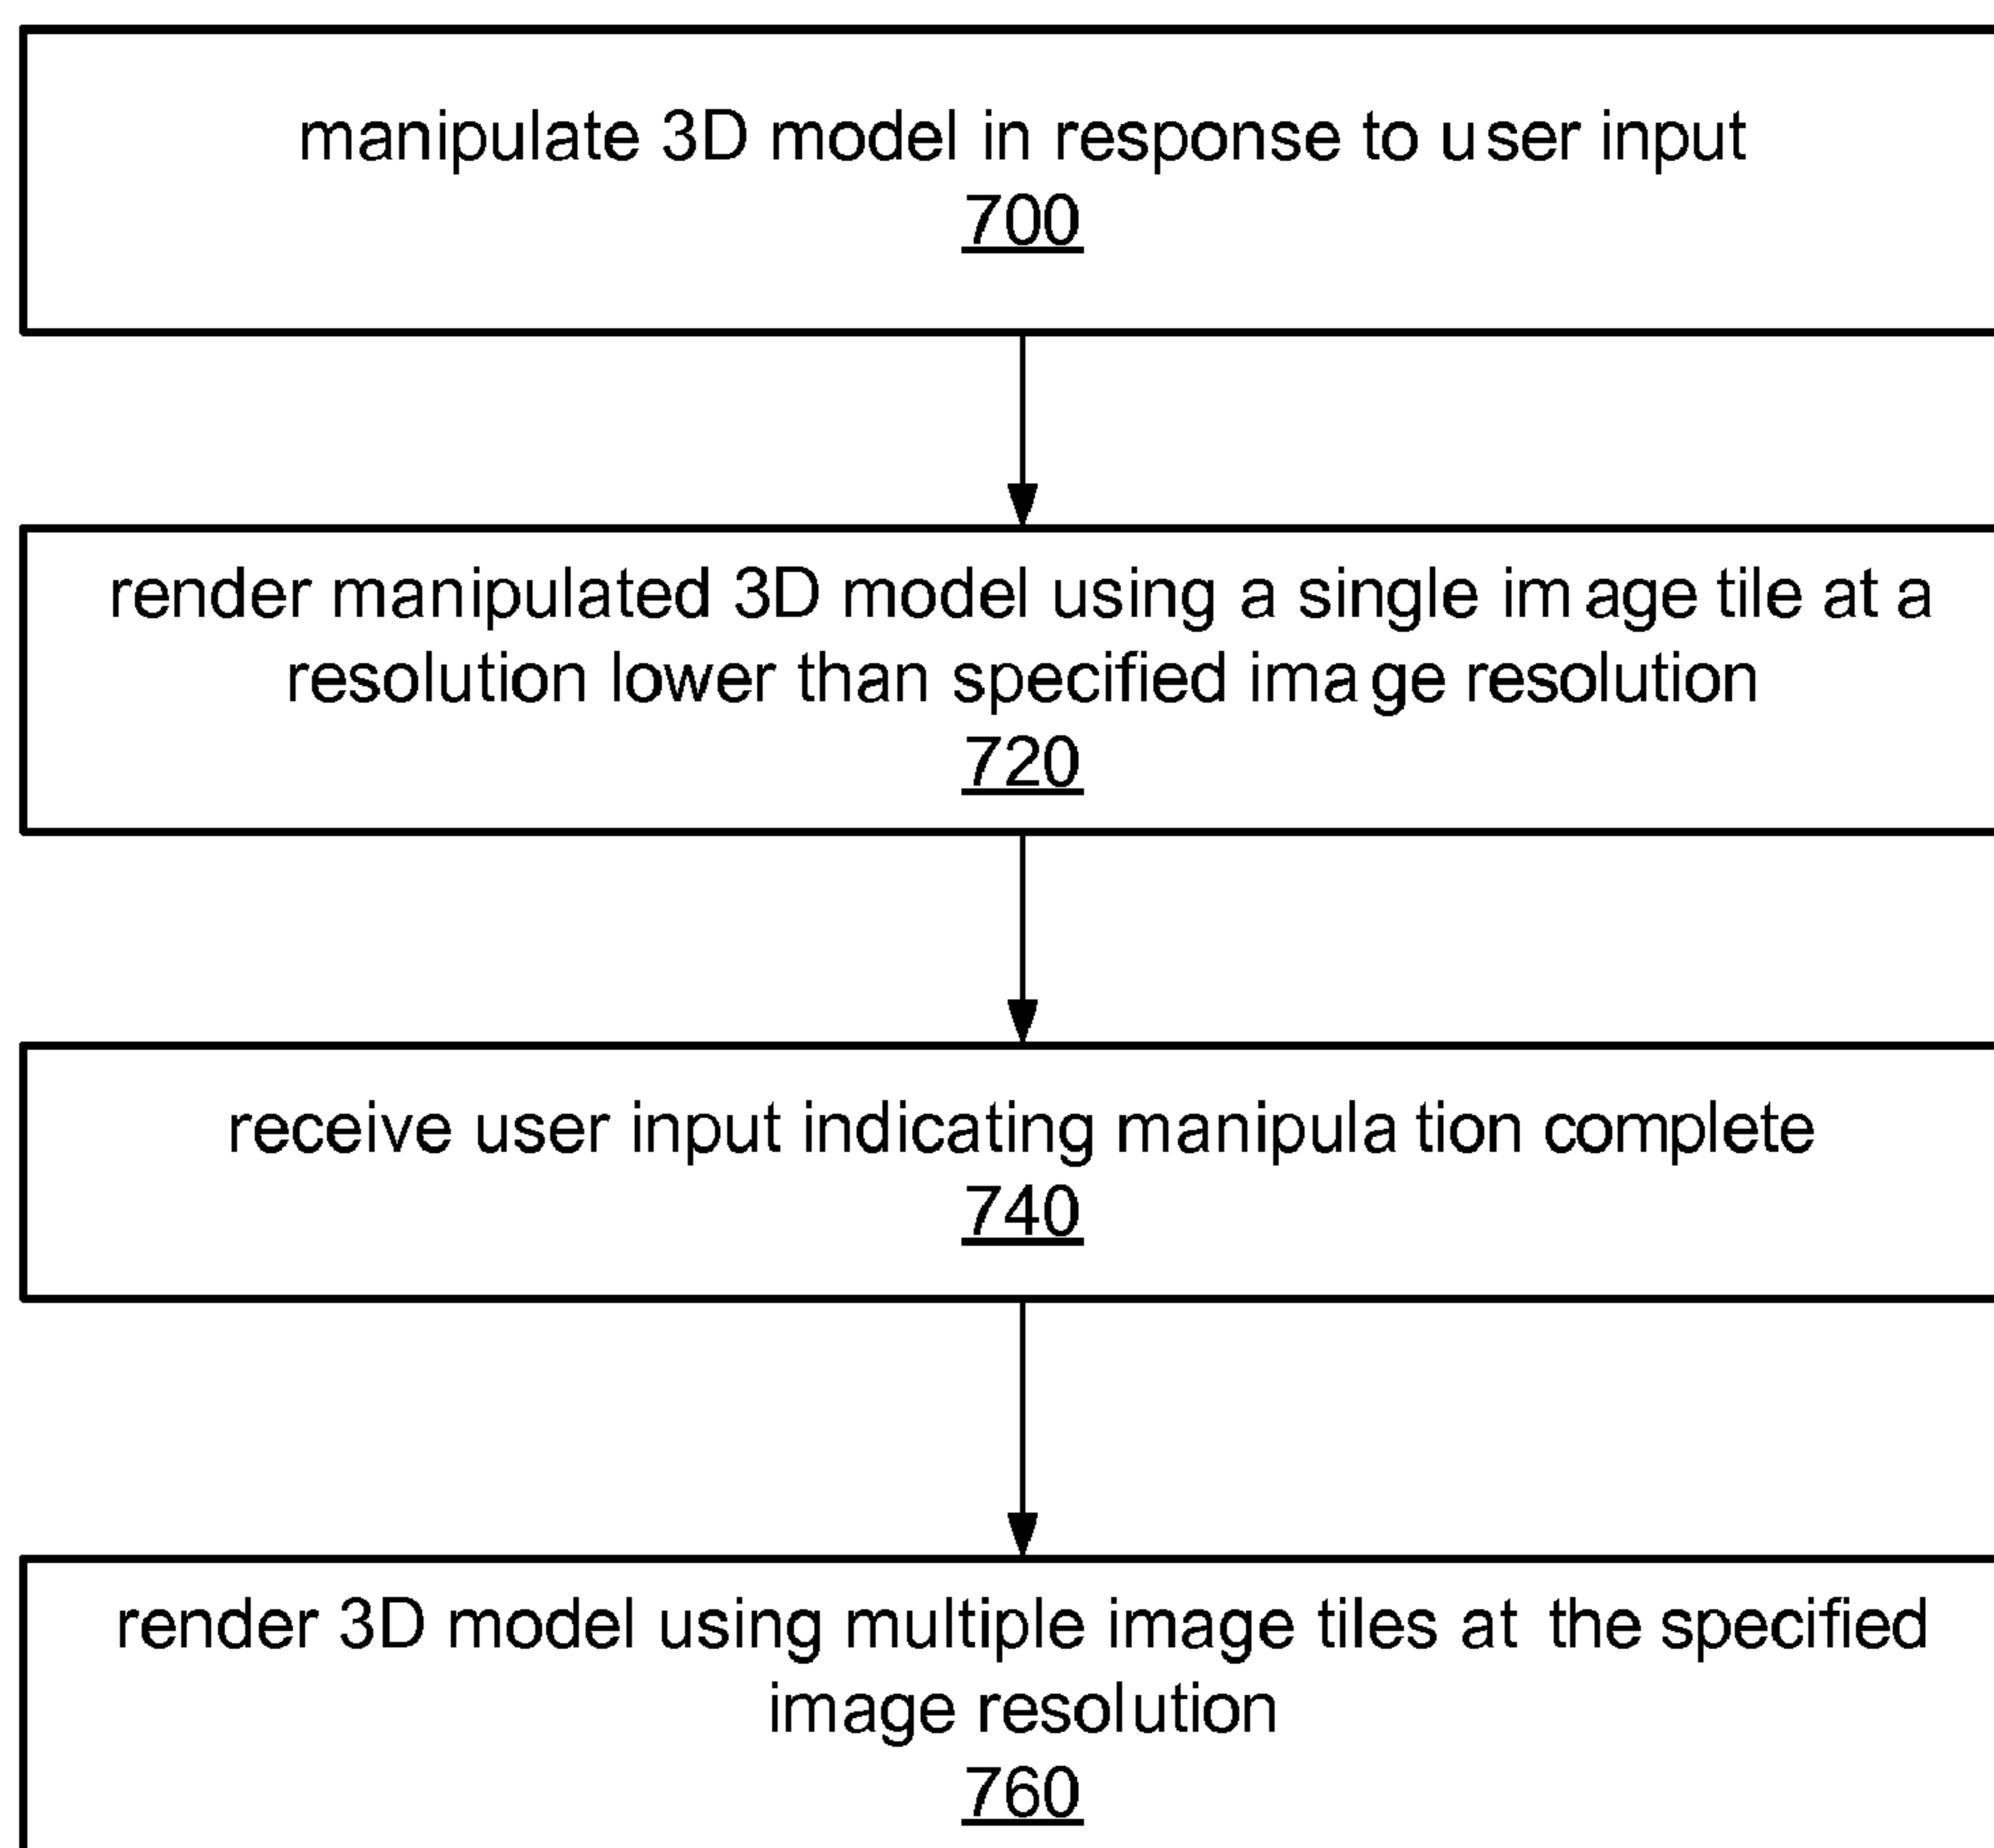 manipulate 3D model in response to user input
700
render manipulated 3D model using a single image tile at a
resolution lower than specified image resolution
720
receive user input indicating manipulation complete
740
render 3D model using multiple image tiles at the specified
image resolution
760